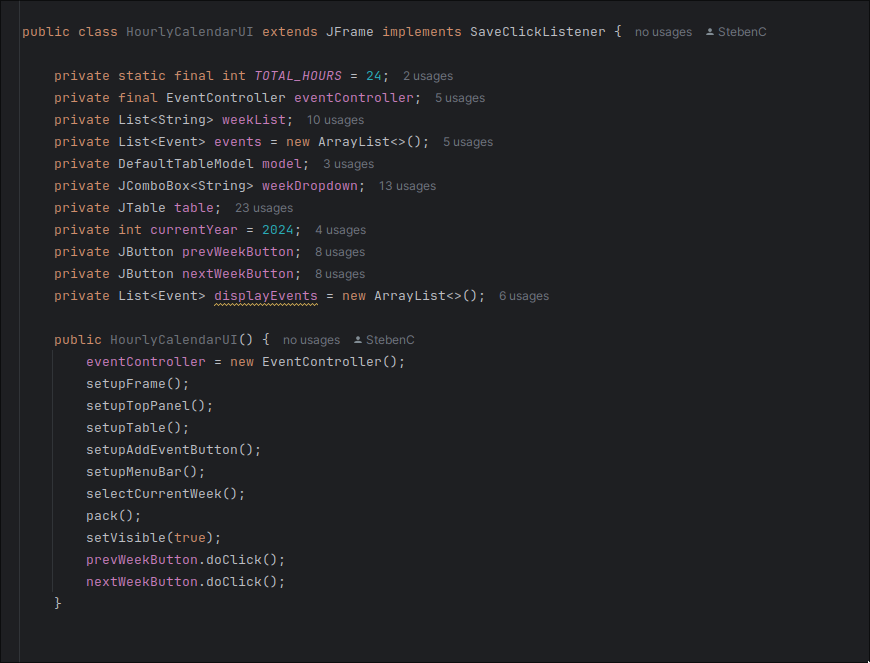 public class HourlyCalendarUI extends JFrame implements SaveClickListener {  no usages  StebenC
private static final int TOTAL_HOURS = 24;  2 usages
private final EventController eventController;  5 usages
private List<String> weekList;  10 usages
private List<Event> events = new ArrayList<>();  5 usages
private DefaultTableModel model;  3 usages
private JComboBox<String> weekDropdown;  13 usages
private JTable table;  23 usages
private int currentYear = 2024;  4 usages
private JButton prevWeekButton;  8 usages
private JButton nextWeekButton;  8 usages
private List<Event> displayEvents = new ArrayList<>();  6 usages
public HourlyCalendarUI() {  no usages  StebenC
eventController = new EventController();
setupFrame();
setupTopPanel();
setupTable();
setupAddEventButton();
setupMenuBar();
selectCurrentWeek();
pack();
setVisible(true);
prevWeekButton.doClick();
nextWeekButton.doClick();
}